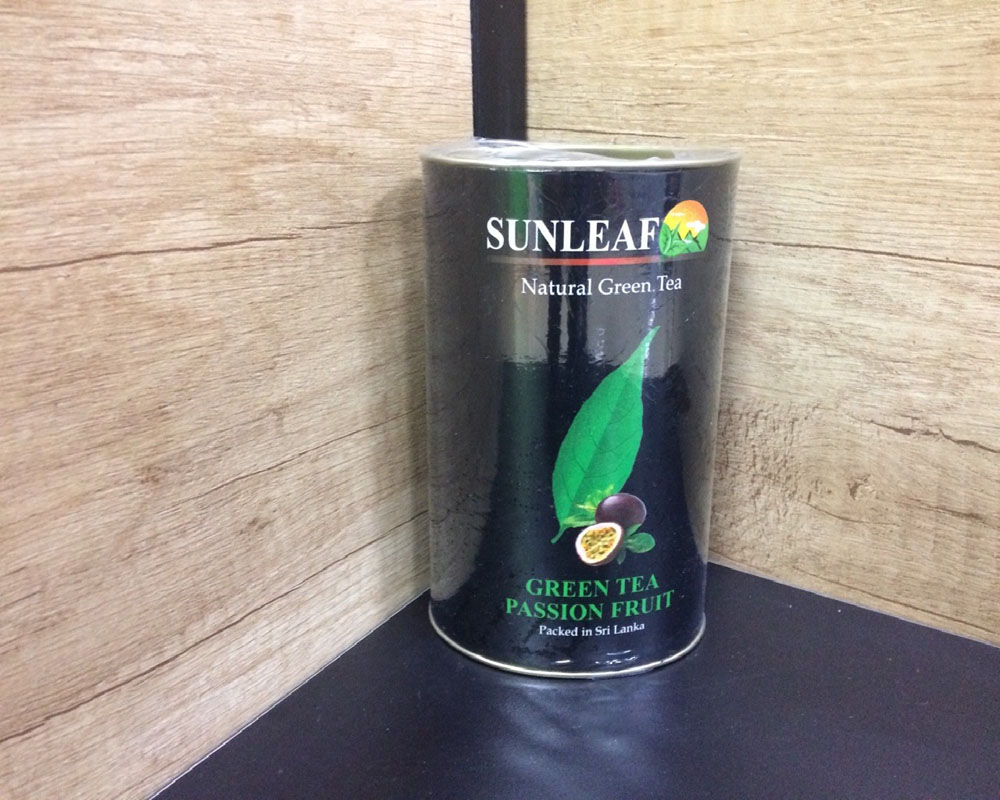 SUNLEAF
Natural Green Tea
GREEN TEA
PASSION FRUIT
Packed in Sri Lanka